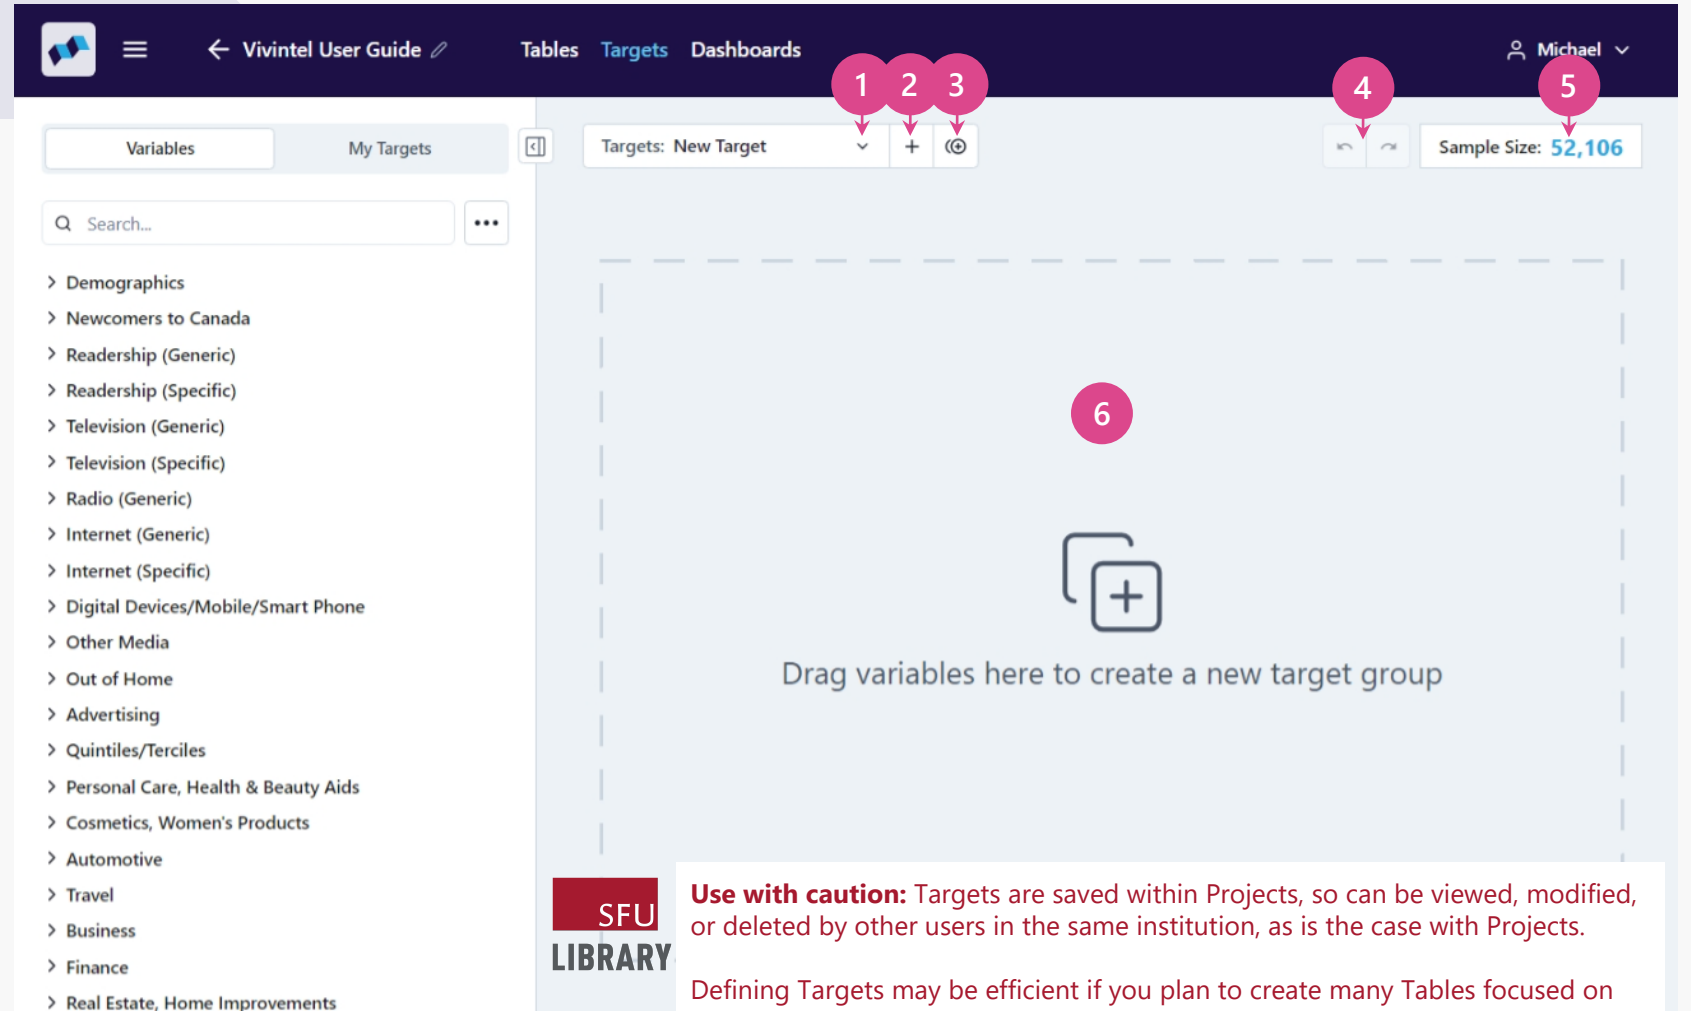 Vivintel User Guide
Tables Targets Dashboards
Michael
1 2 3 4 5
Variables My Targets
Targets: New Target
Sample Size: 52,106
Search...
Demographics
Newcomers to Canada
Readership (Generic)
Readership (Specific)
Television (Generic)
Television (Specific)
Radio (Generic)
Internet (Generic)
Internet (Specific)
Digital Devices/Mobile/Smart Phone
Other Media
Out of Home
Advertising
Quintiles/Terciles
Personal Care, Health & Beauty Aids
Cosmetics, Women's Products
Automotive
Travel
Business
Finance
Real Estate, Home Improvements
6
Drag variables here to create a new target group
SFU
LIBRARY
Use with caution: Targets are saved within Projects, so can be viewed, modified,
or deleted by other users in the same institution, as is the case with Projects.
Defining Targets may be efficient if you plan to create many Tables focused on